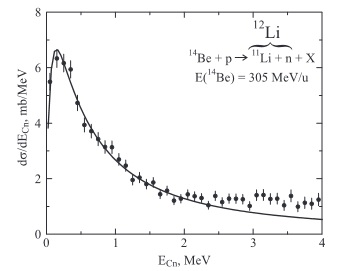 8
6
4
2
0
0
1
2
3
4
dσ/dE_Cn, mb/MeV
E_Cn, MeV
¹²Li
¹⁴Be + p → ¹¹Li + n + X
E(¹⁴Be) = 305 MeV/u